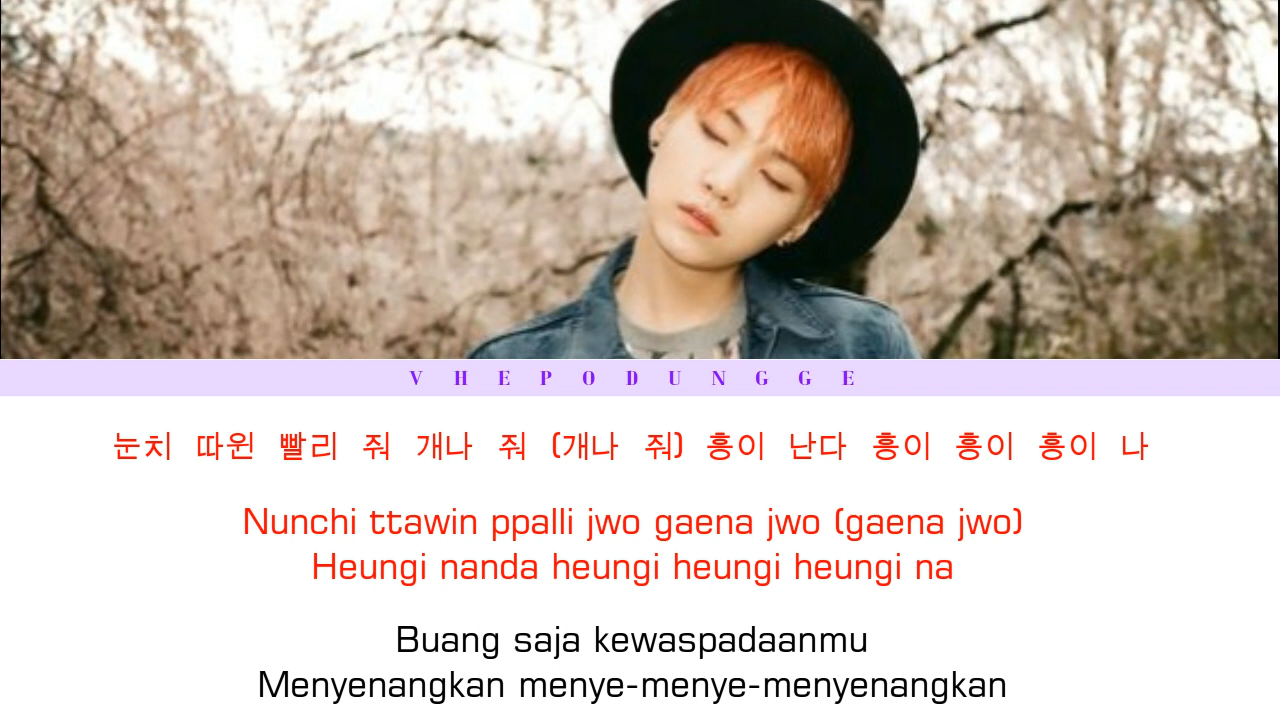 VHEPODUNGGE
눈치 따윈 빨리 줘 개나 줘 (개나 줘) 흥이 난다 흥이 흥이 흥이 나
Nunchi ttawin ppalli jwo gaena jwo (gaena jwo)
Heungi nanda heungi heungi heungi na
Buang saja kewaspadaanmu
Menyenangkan menye-menye-menyenangkan